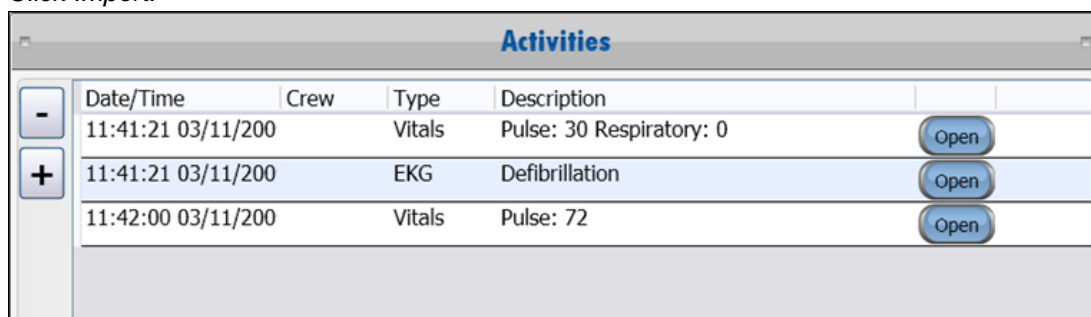 Click Import.
Activities
Date/Time Crew Type Description
- 
11:41:21 03/11/200 Vitals Pulse: 30 Respiratory: 0 Open
+
11:41:21 03/11/200 EKG Defibrillation Open
11:42:00 03/11/200 Vitals Pulse: 72 Open